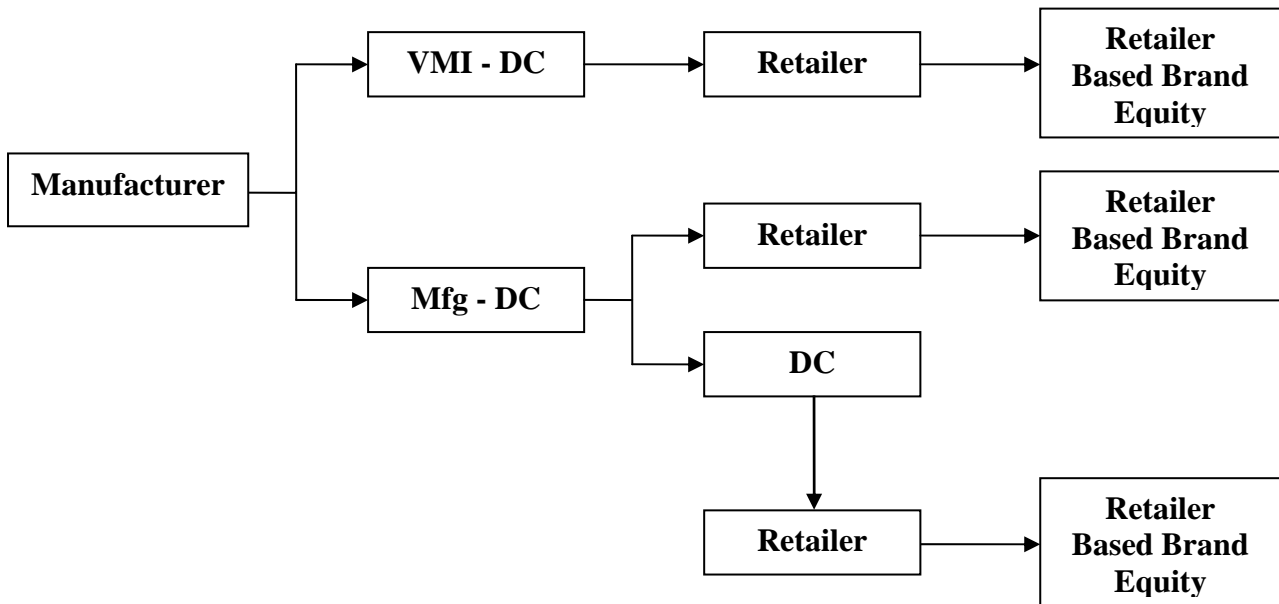 VMI - DC
Retailer
Retailer
Based Brand
Equity
Manufacturer
Retailer
Retailer
Based Brand
Equity
Mfg - DC
DC
Retailer
Retailer
Based Brand
Equity